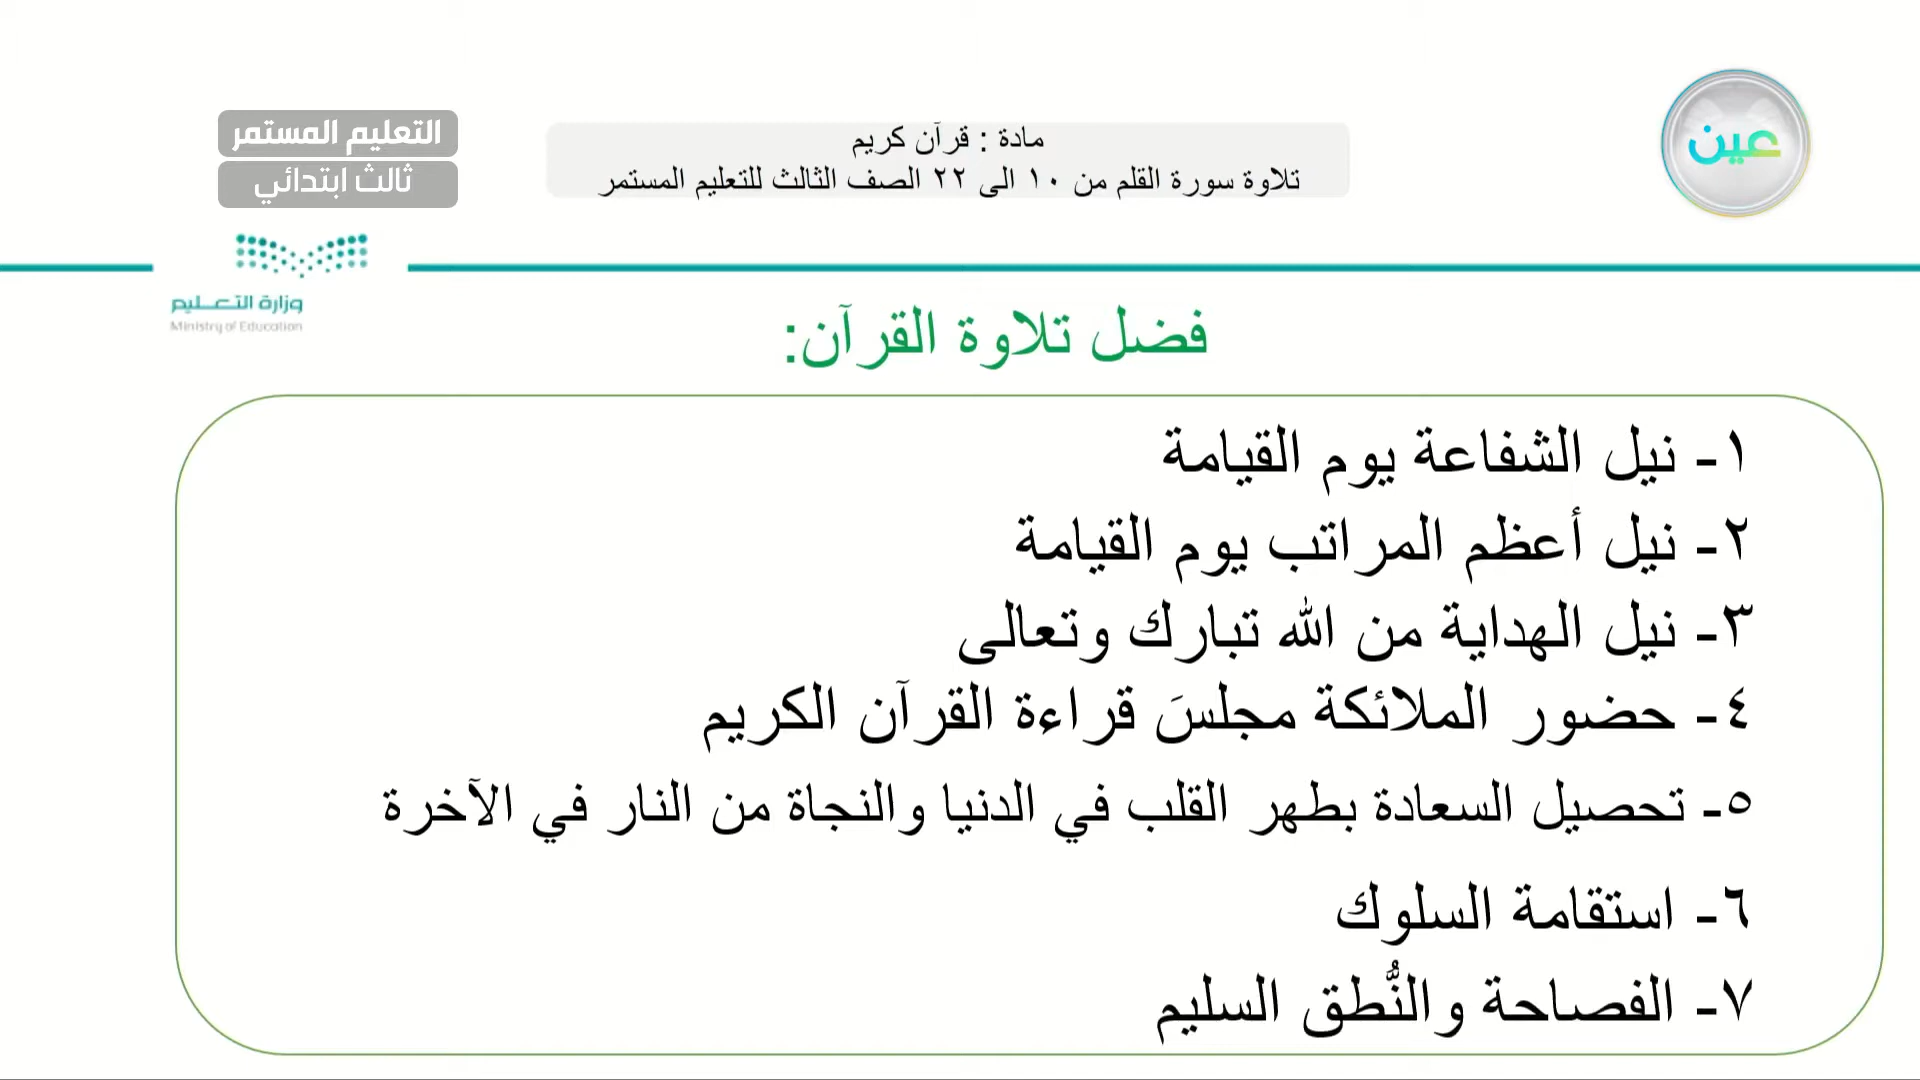 عين
مادة : قرآن كريم
تلاوة سورة القلم من ١٠ الى ٢٢ الصف الثالث للتعليم المستمر
التعليم المستمر
ثالث ابتدائي
وزارة التعـليم
Ministry of Education
فضل تلاوة القرآن:
١- نيل الشفاعة يوم القيامة
٢- نيل أعظم المراتب يوم القيامة
٣- نيل الهداية من الله تبارك وتعالى
٤- حضور الملائكة مجلسَ قراءة القرآن الكريم
٥- تحصيل السعادة بطهر القلب في الدنيا والنجاة من النار في الآخرة
٦- استقامة السلوك
٧- الفصاحة والنُّطق السليم